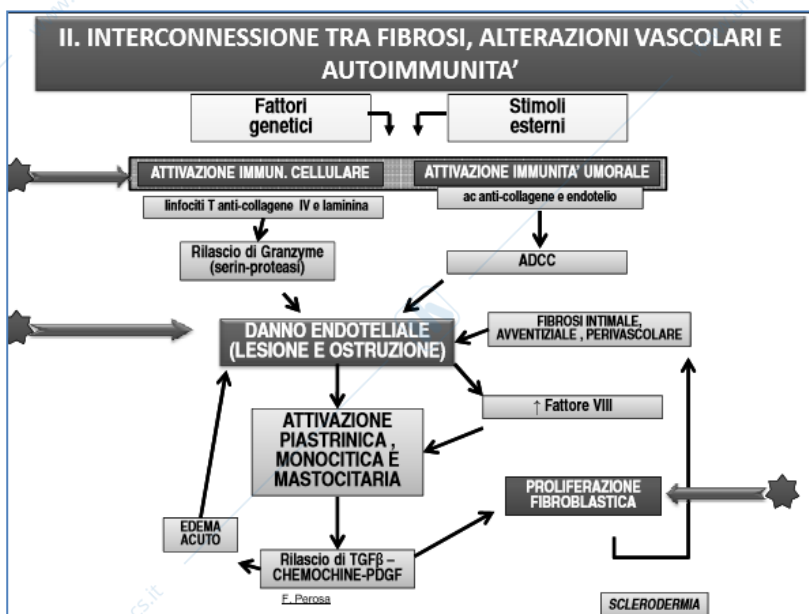 II. INTERCONNESSIONE TRA FIBROSI, ALTERAZIONI VASCOLARI E
AUTOIMMUNITA’
Fattori
genetici
Stimoli
esterni
ATTIVAZIONE IMMUN. CELLULARE
ATTIVAZIONE IMMUNITA’ UMORALE
linfociti T anti-collagene IV e laminina
ac anti-collagene e endotelio
Rilascio di Granzyme
(serin-proteasi)
ADCC
DANNO ENDOTELIALE
(LESIONE E OSTRUZIONE)
FIBROSI INTIMALE,
AVVENTIZIALE , PERIVASCOLARE
↑ Fattore VIII
ATTIVAZIONE
PIASTRINICA ,
MONOCITICA E
MASTOCITARIA
PROLIFERAZIONE
FIBROBLASTICA
EDEMA
ACUTO
Rilascio di TGFβ –
CHEMOCHINE-PDGF
F. Perosa
SCLERODERMIA